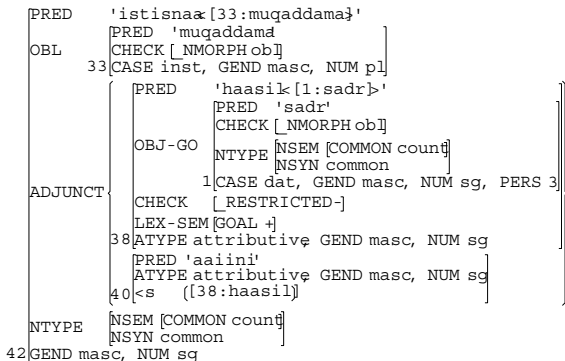 PRED 'istisnaa<[33:muqaddama]>'
PRED 'muqaddama'
OBL CHECK [_NMORPH obl]
33 CASE inst, GEND masc, NUM pl
PRED 'haasil<[1:sadr]>'
PRED 'sadr'
CHECK [_NMORPH obl]
OBJ-GO
NTYPE [NSEM [COMMON count]
NSYN common]
1 CASE dat, GEND masc, NUM sg, PERS 3
ADJUNCT
CHECK [_RESTRICTED-]
LEX-SEM [GOAL +]
38 ATYPE attributive, GEND masc, NUM sg
PRED 'aaiini'
ATYPE attributive, GEND masc, NUM sg
40 <s ([38:haasil])
NTYPE [NSEM [COMMON count]
NSYN common]
42 GEND masc, NUM sg